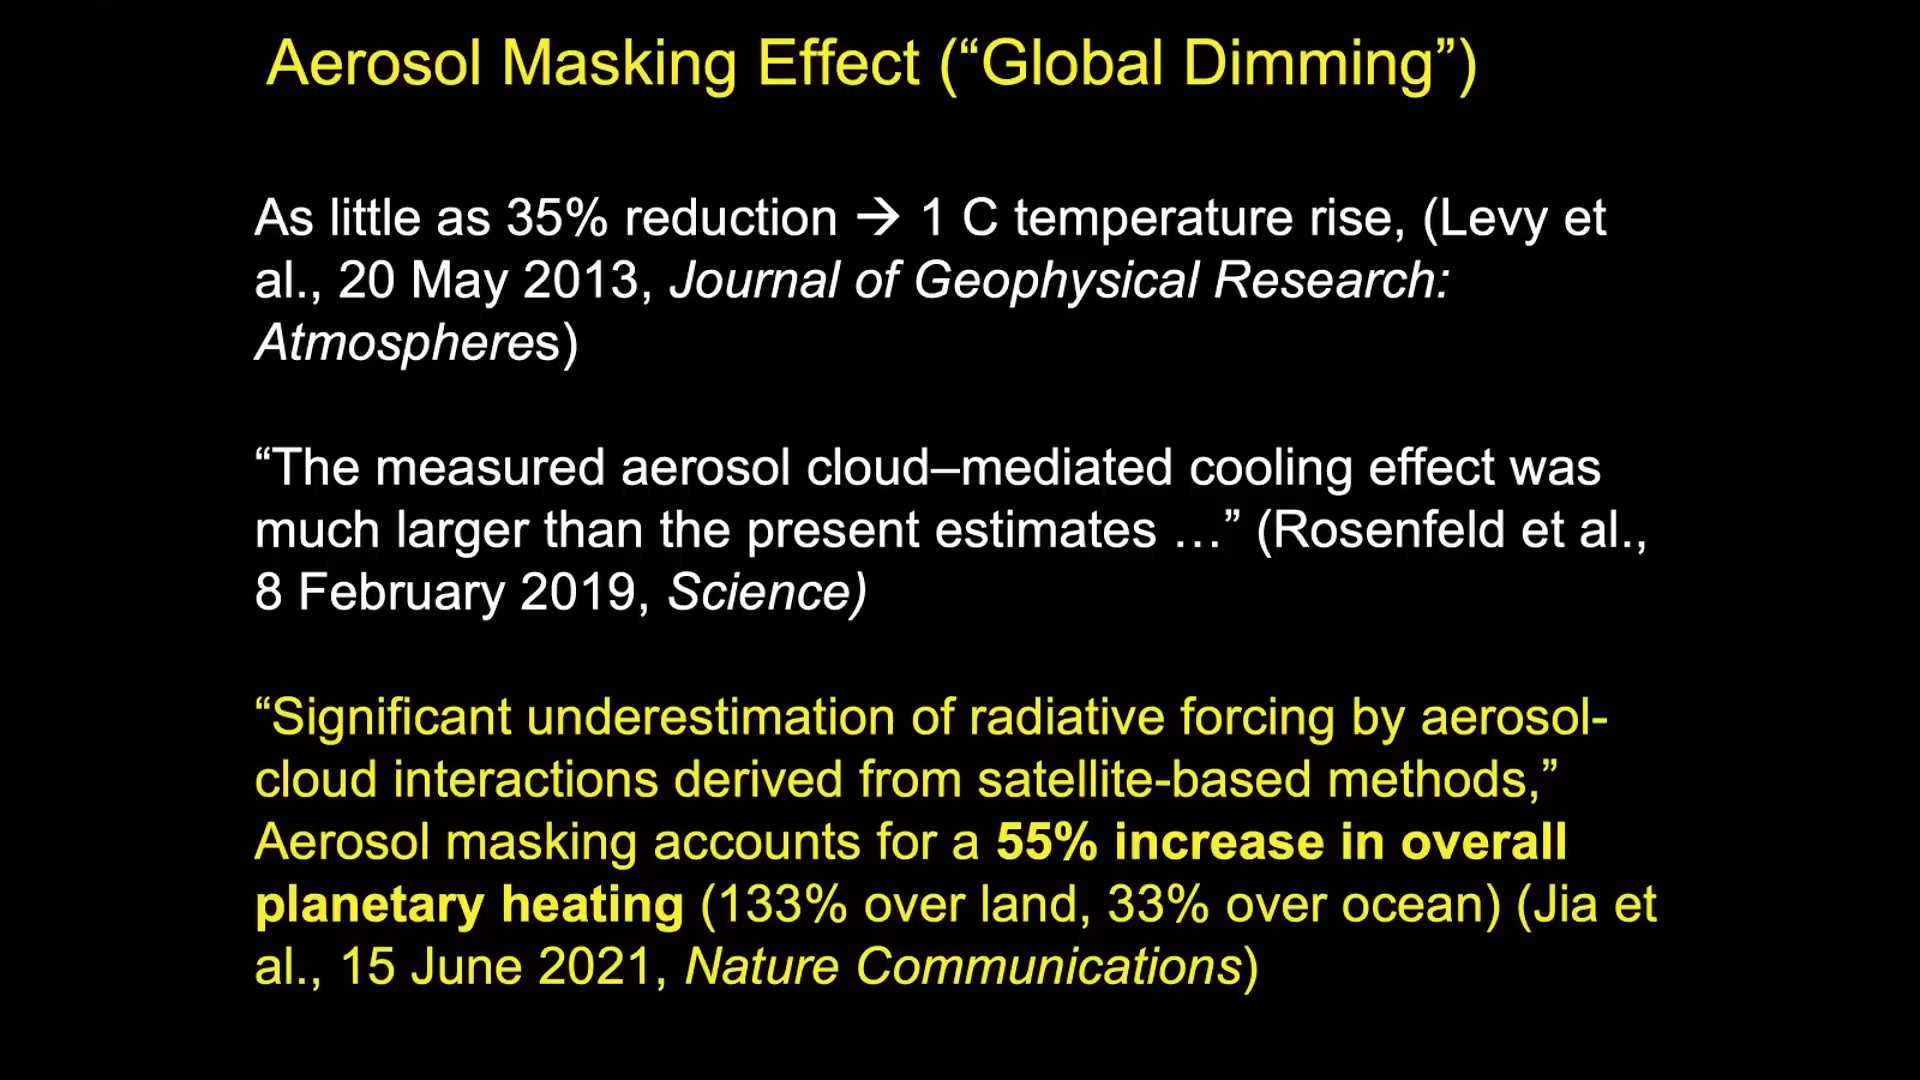 Aerosol Masking Effect (“Global Dimming”)
As little as 35% reduction → 1 C temperature rise, (Levy et
al., 20 May 2013, Journal of Geophysical Research:
Atmospheres)
“The measured aerosol cloud–mediated cooling effect was
much larger than the present estimates …” (Rosenfeld et al.,
8 February 2019, Science)
“Significant underestimation of radiative forcing by aerosol-
cloud interactions derived from satellite-based methods,”
Aerosol masking accounts for a 55% increase in overall
planetary heating (133% over land, 33% over ocean) (Jia et
al., 15 June 2021, Nature Communications)